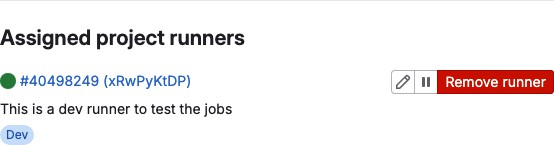 Assigned project runners
#40498249 (xRwPyKtDP)
Remove runner
This is a dev runner to test the jobs
Dev